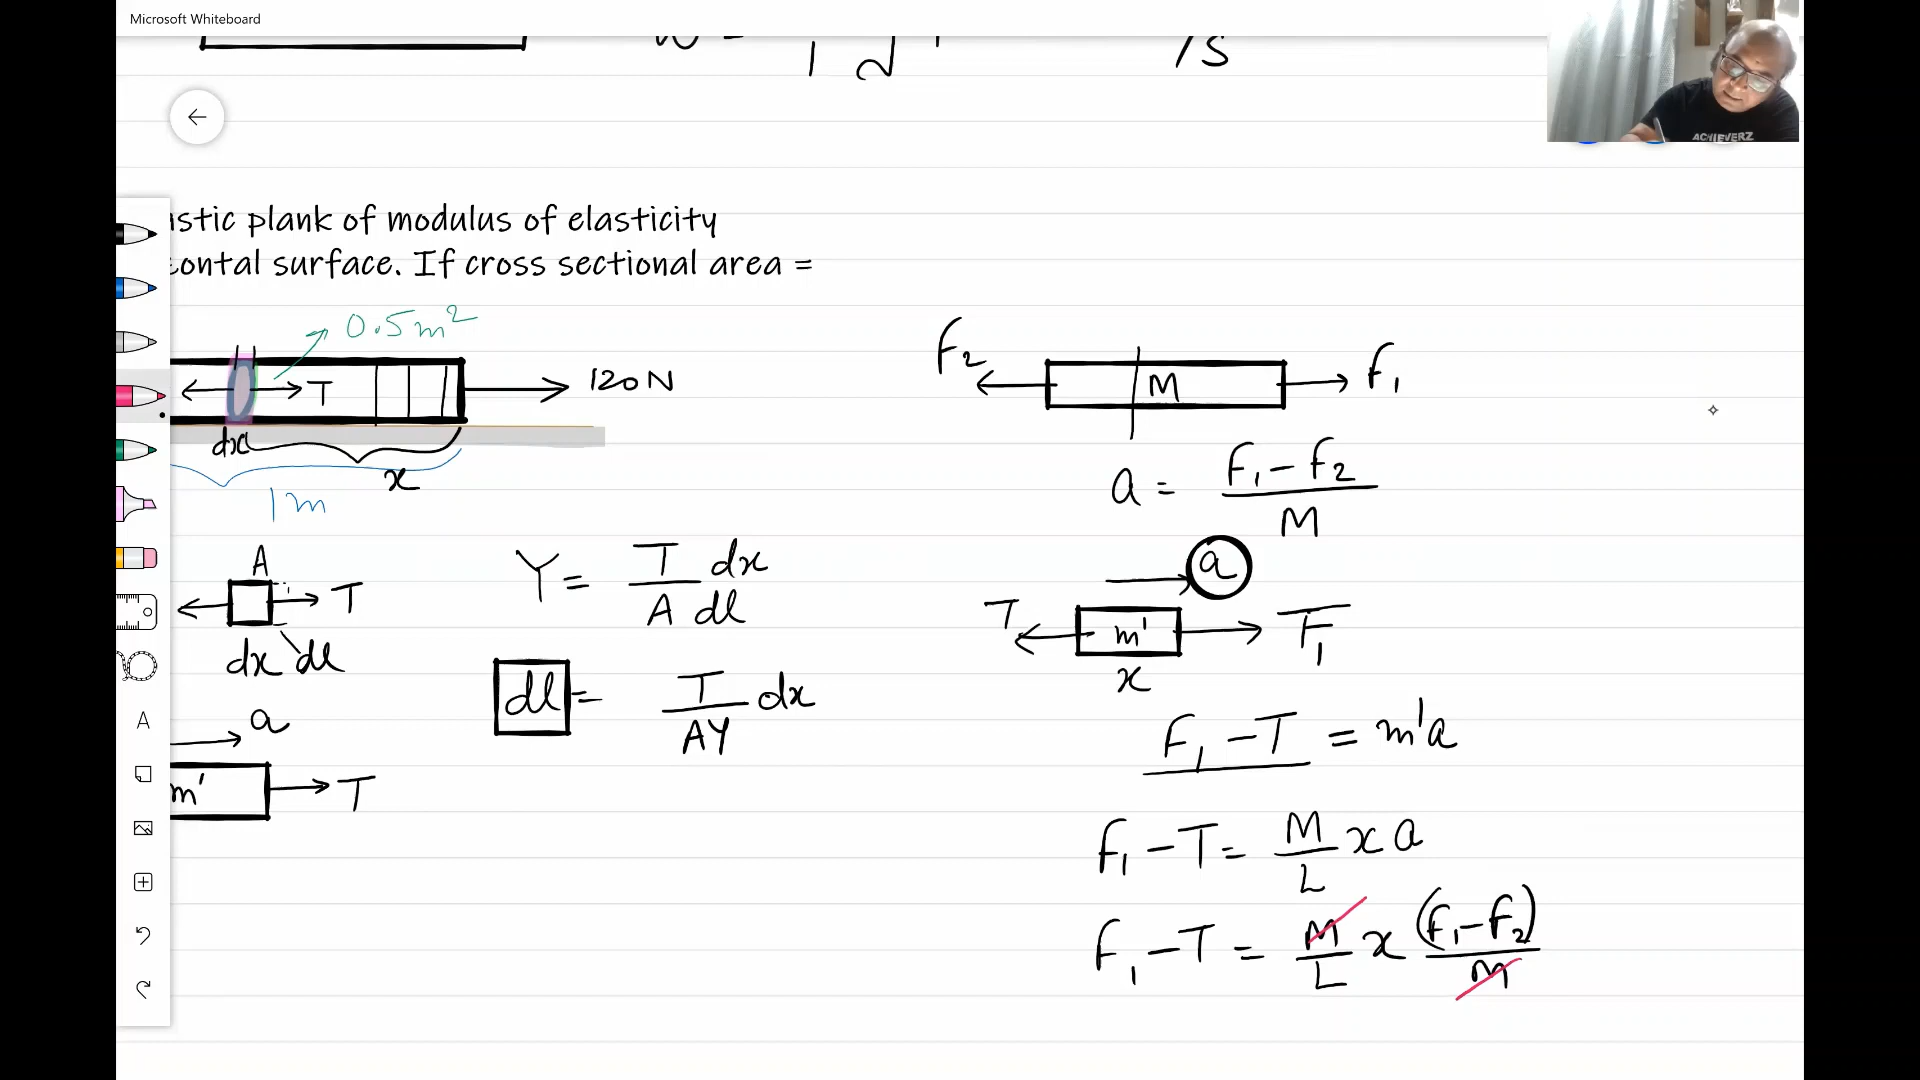 Microsoft Whiteboard
ACHIEVERZ
/s
stic plank of modulus of elasticity
contal surface. If cross sectional area =
0.5m²
T
120N
dx
x
1m
A
T
dx dl
a
m'
T
Y = T/A dx/dl
dl = T/AY dx
F₂ M F₁
a = F₁ - F₂ / M
a
T m' F₁
x
F₁ - T = m'a
F₁ - T = M/L x a
F₁ - T = M/L x (F₁ - F₂)/M
A